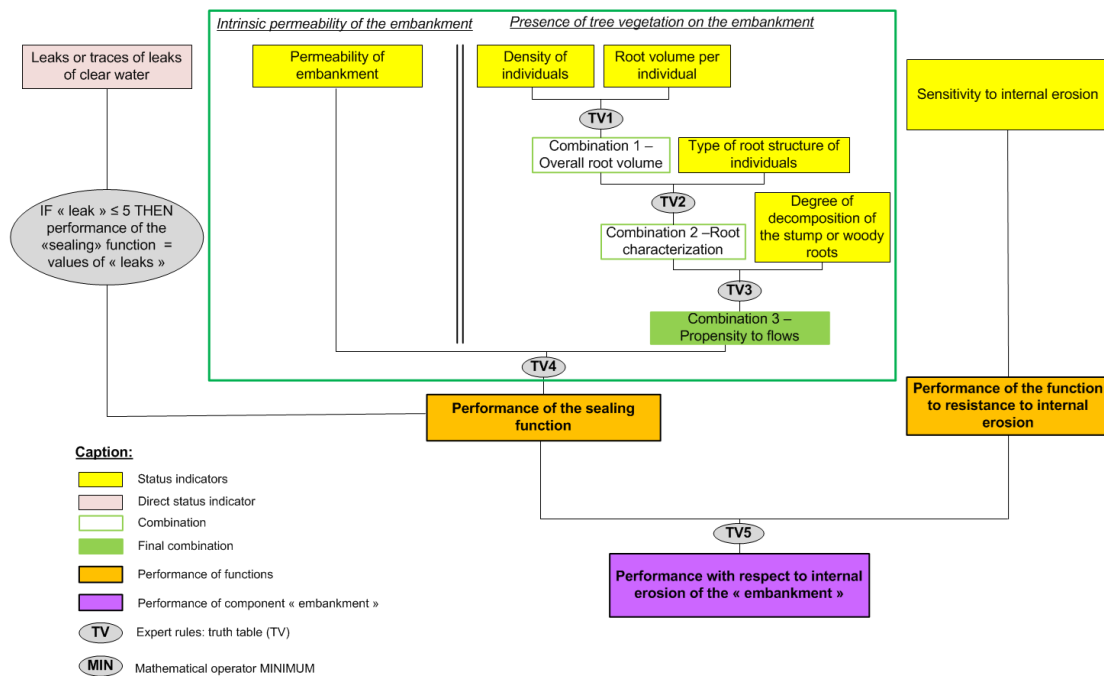 Intrinsic permeability of the embankment
Presence of tree vegetation on the embankment
Leaks or traces of leaks
of clear water
Permeability of
embankment
Density of
individuals
Root volume per
individual
Sensitivity to internal erosion
TV1
Combination 1 –
Overall root volume
Type of root structure of
individuals
IF « leak » ≤ 5 THEN
performance of the
«sealing» function =
values of « leaks »
TV2
Combination 2 –Root
characterization
Degree of
decomposition of
the stump or woody
roots
TV3
Combination 3 –
Propensity to flows
TV4
Performance of the sealing
function
Performance of the function
to resistance to internal
erosion
Caption:
Status indicators
Direct status indicator
Combination
Final combination
Performance of functions
Performance of component « embankment »
TV Expert rules: truth table (TV)
MIN Mathematical operator MINIMUM
TV5
Performance with respect to internal
erosion of the « embankment »